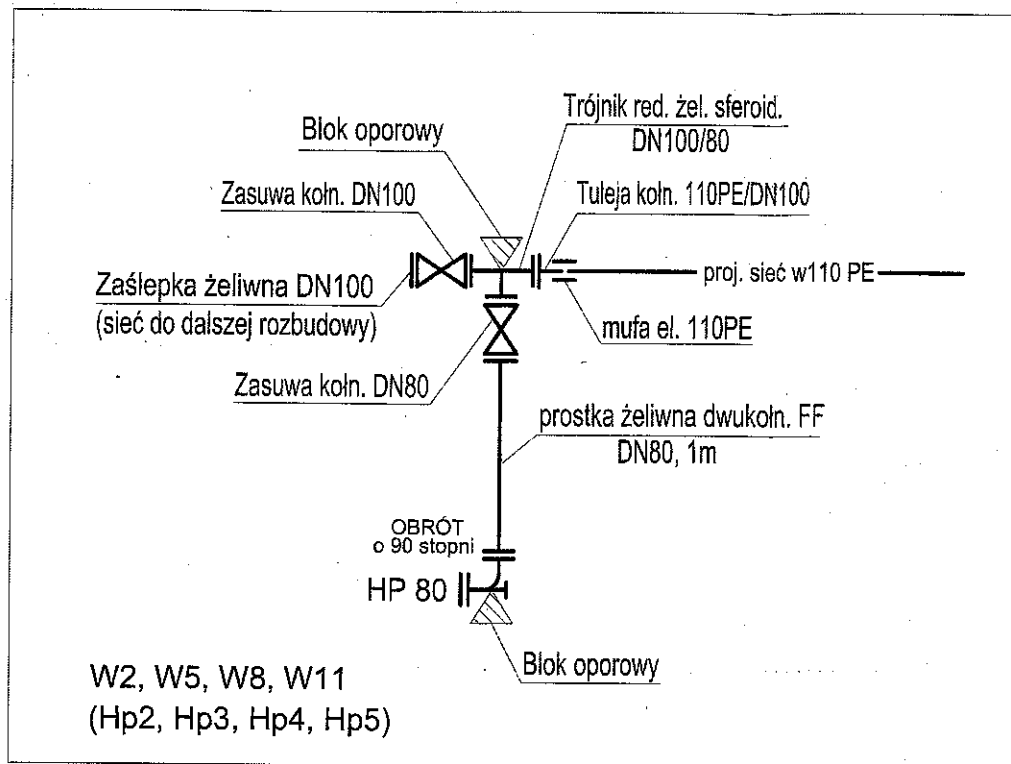 Trójnik red. żel. sferoid.
DN100/80
Blok oporowy
Zasuwa kołn. DN100
Tuleja kołn. 110PE/DN100
Zaślepka żeliwna DN100
(sieć do dalszej rozbudowy)
proj. sieć w110 PE
mufa el. 110PE
Zasuwa kołn. DN80
prostka żeliwna dwukołn. FF
DN80, 1m
OBRÓT
o 90 stopni
HP 80
Blok oporowy
W2, W5, W8, W11
(Hp2, Hp3, Hp4, Hp5)